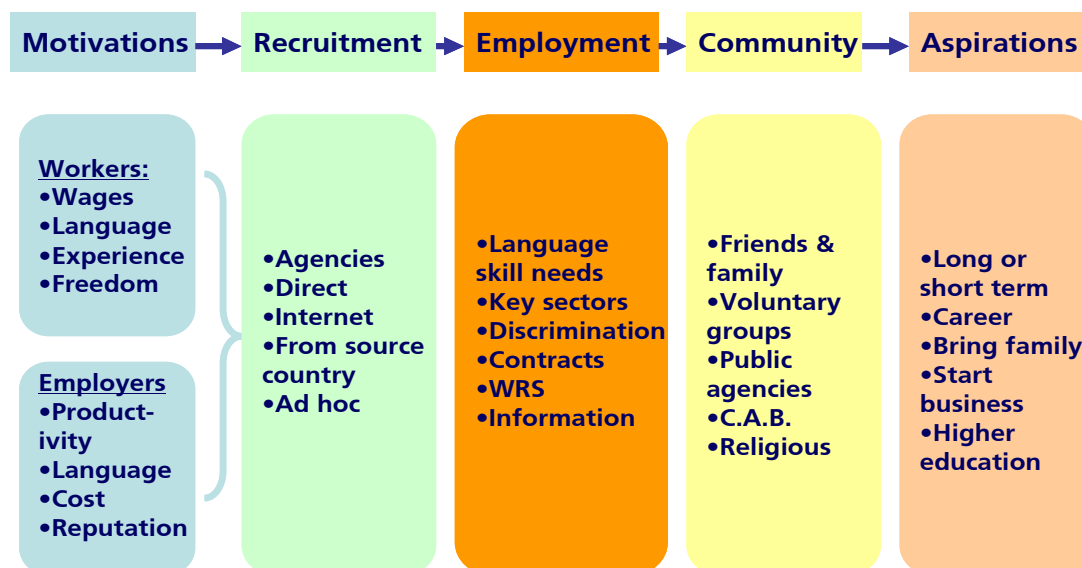 Motivations
Recruitment
Employment
Community
Aspirations
Workers:
•Wages
•Language
•Experience
•Freedom
Employers
•Product-
ivity
•Language
•Cost
•Reputation
•Agencies
•Direct
•Internet
•From source
country
•Ad hoc
•Language
skill needs
•Key sectors
•Discrimination
•Contracts
•WRS
•Information
•Friends &
family
•Voluntary
groups
•Public
agencies
•C.A.B.
•Religious
•Long or
short term
•Career
•Bring family
•Start
business
•Higher
education